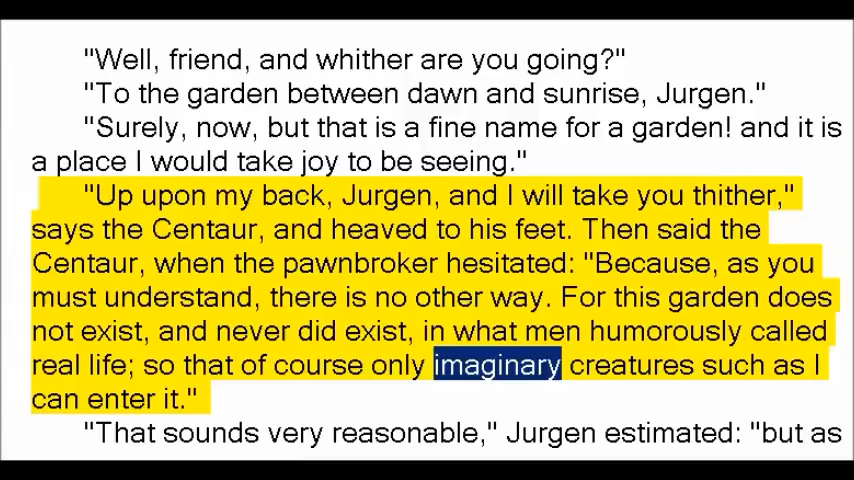 "Well, friend, and whither are you going?"
"To the garden between dawn and sunrise, Jurgen."
"Surely, now, but that is a fine name for a garden! and it is
a place I would take joy to be seeing."
"Up upon my back, Jurgen, and I will take you thither,"
says the Centaur, and heaved to his feet. Then said the
Centaur, when the pawnbroker hesitated: "Because, as you
must understand, there is no other way. For this garden does
not exist, and never did exist, in what men humorously called
real life; so that of course only imaginary creatures such as I
can enter it."
"That sounds very reasonable," Jurgen estimated: "but as